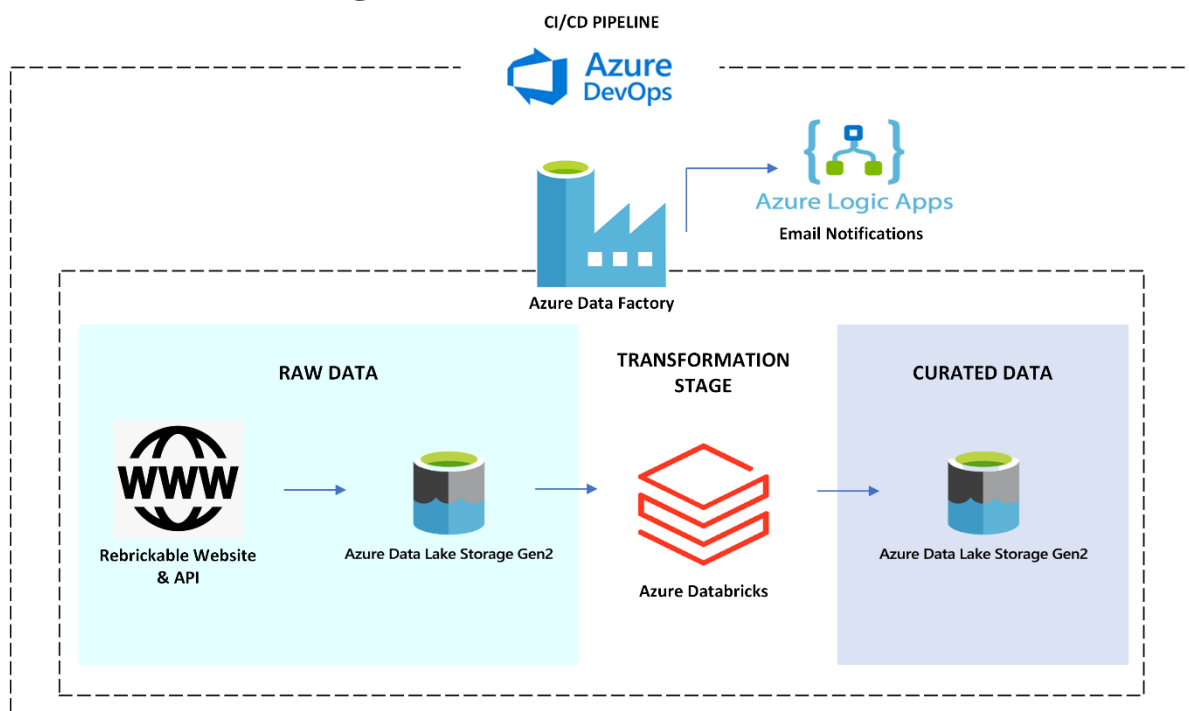 CI/CD PIPELINE
Azure
DevOps
Azure Logic Apps
Email Notifications
Azure Data Factory
RAW DATA
TRANSFORMATION
STAGE
CURATED DATA
WWW
Rebrickable Website
& API
Azure Data Lake Storage Gen2
Azure Databricks
Azure Data Lake Storage Gen2